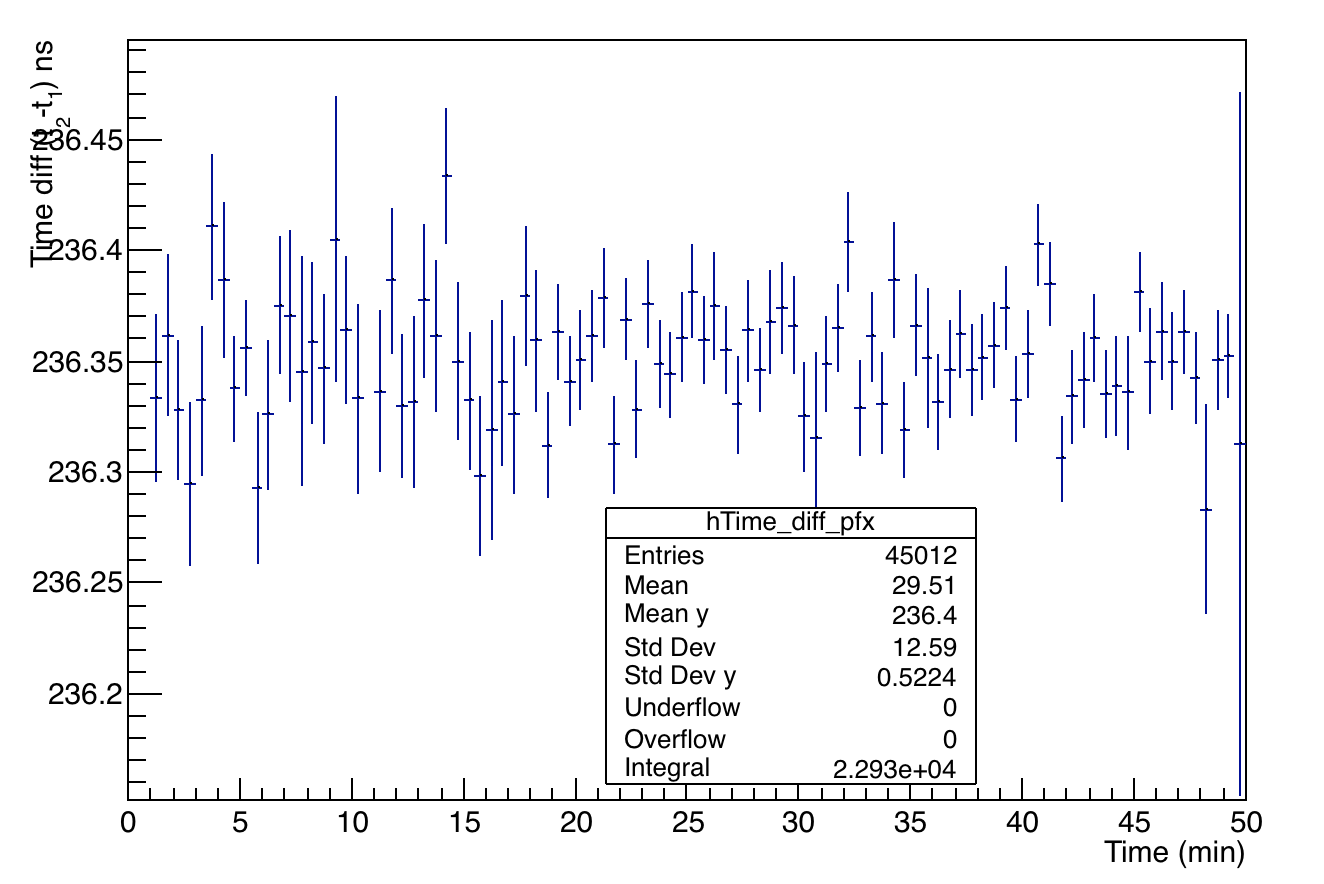 Time diff (t2-t1) ns
236.45
236.4
236.35
236.3
236.25
236.2
hTime_diff_pfx
Entries 45012
Mean 29.51
Mean y 236.4
Std Dev 12.59
Std Dev y 0.5224
Underflow 0
Overflow 0
Integral 2.293e+04
0 5 10 15 20 25 30 35 40 45 50
Time (min)